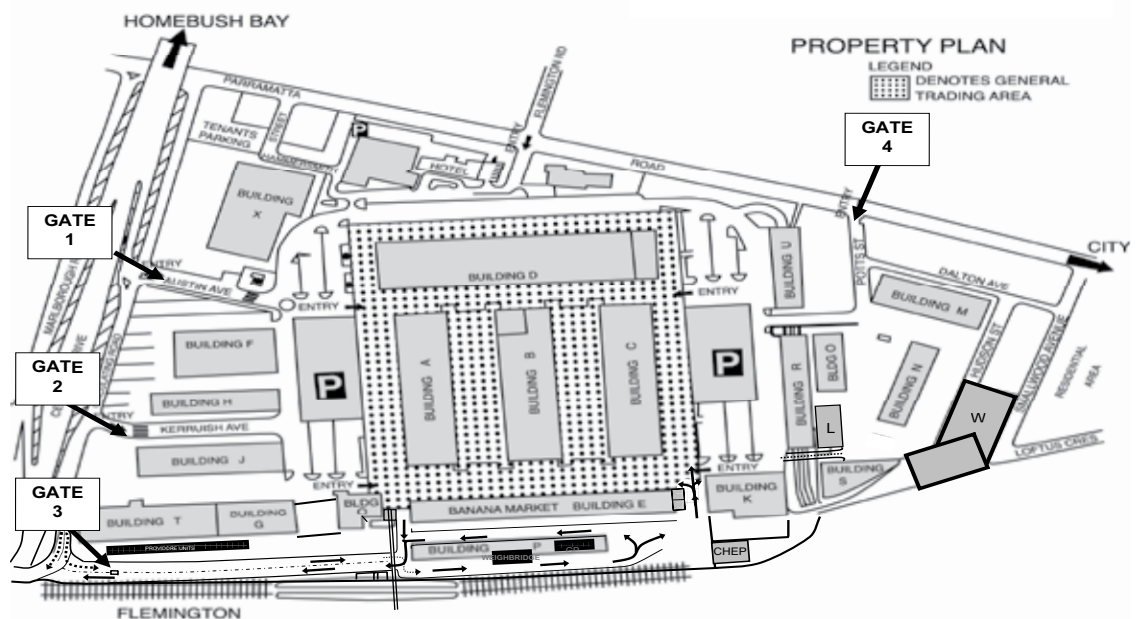 HOMEBUSH BAY
PROPERTY PLAN
LEGEND
DENOTES GENERAL
TRADING AREA
PARRAMATTA
FLEMINGTON RD
ENTRY
ROAD
TENANTS
PARKING
STREET
P
HOTEL
GATE
4
ENTRY
CITY
BUILDING
X
GATE
1
ENTRY
AUSTIN AVE
MARLBOROUGH
BUILDING D
BUILDING U
POTTS ST
DALTON AVE
BUILDING M
ENTRY
ENTRY
HUDSON ST
SMALLWOOD AVENUE
RESIDENTIAL
AREA
BUILDING F
P
BUILDING A
BUILDING B
BUILDING C
P
BUILDING R
BLDG O
BUILDING N
GATE
2
ENTRY
BUILDING H
KERRUISH AVE
BUILDING J
L
W
LOFTUS CRES
ENTRY
ENTRY
BUILDING
S
GATE
3
BUILDING T
BUILDING
G
BLDG
BANANA MARKET BUILDING E
BUILDING
K
PROVIDORE UNITS
BUILDING P
WEIGHBRIDGE
CHEP
FLEMINGTON